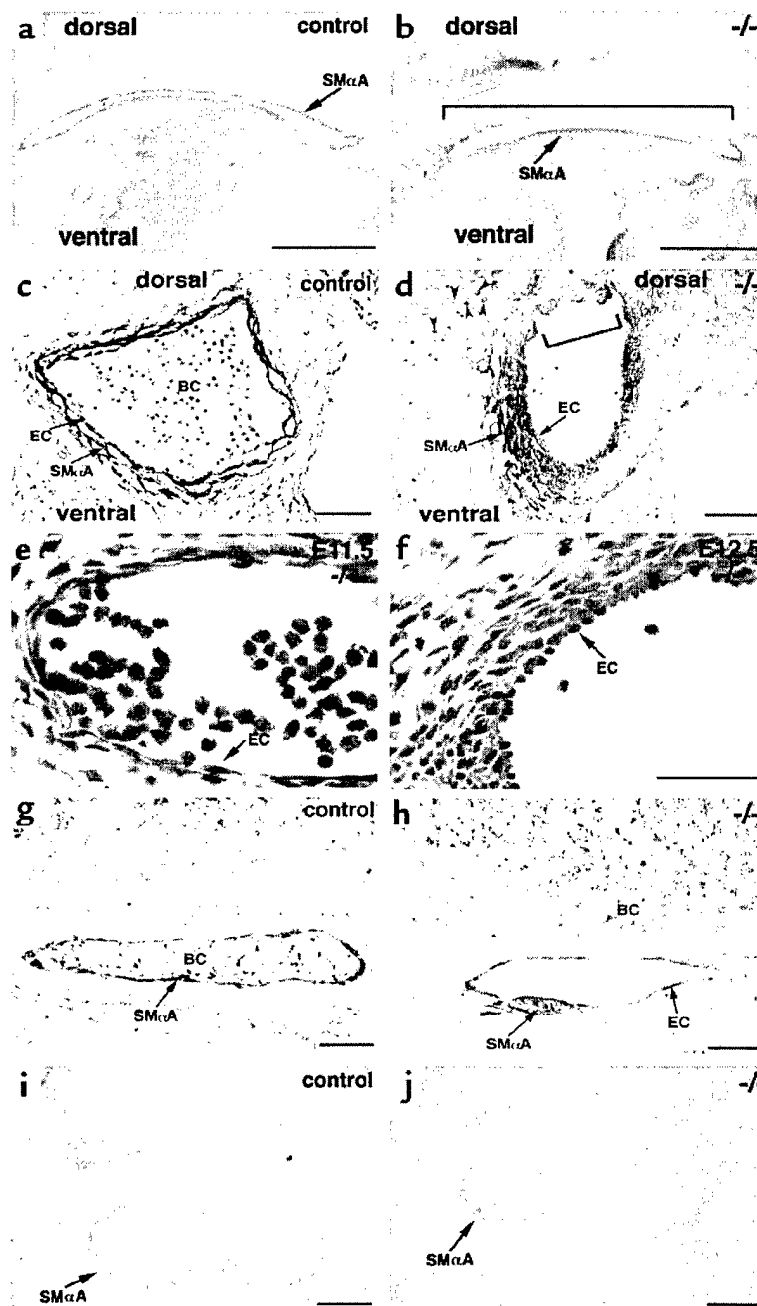 a dorsal control
SMαA
ventral
b -/-
SMαA
ventral
c dorsal control
BC
EC
SMαA
ventral
d dorsal -/-
EC
SMαA
ventral
e E11.5
-/-
EC
f E12.5
EC
g control
BC
SMαA
h -/-
BC
EC
SMαA
i control
SMαA
j -/-
SMαA